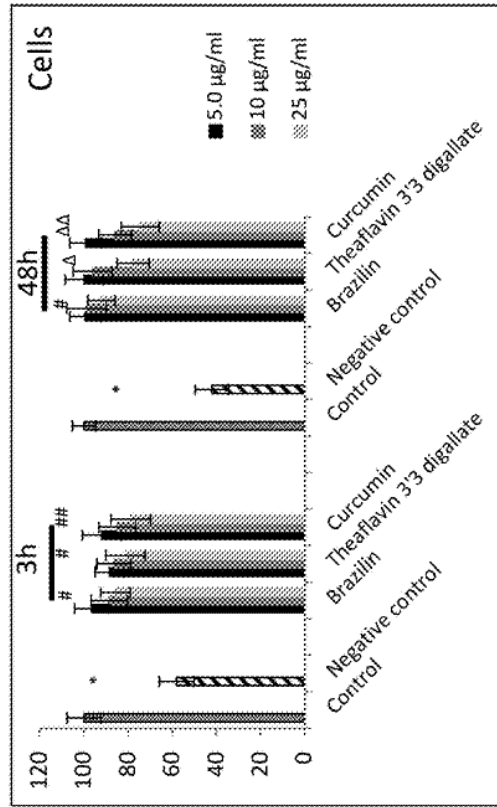 Cells
3h
48h
120
100
80
60
40
20
0
*
#
#
##
*
#
Δ
ΔΔ
Control
Negative control
Brazilin
Theaflavin 3'3 digallate
Curcumin
Control
Negative control
Brazilin
Theaflavin 3'3 digallate
Curcumin
5.0 µg/ml
10 µg/ml
25 µg/ml